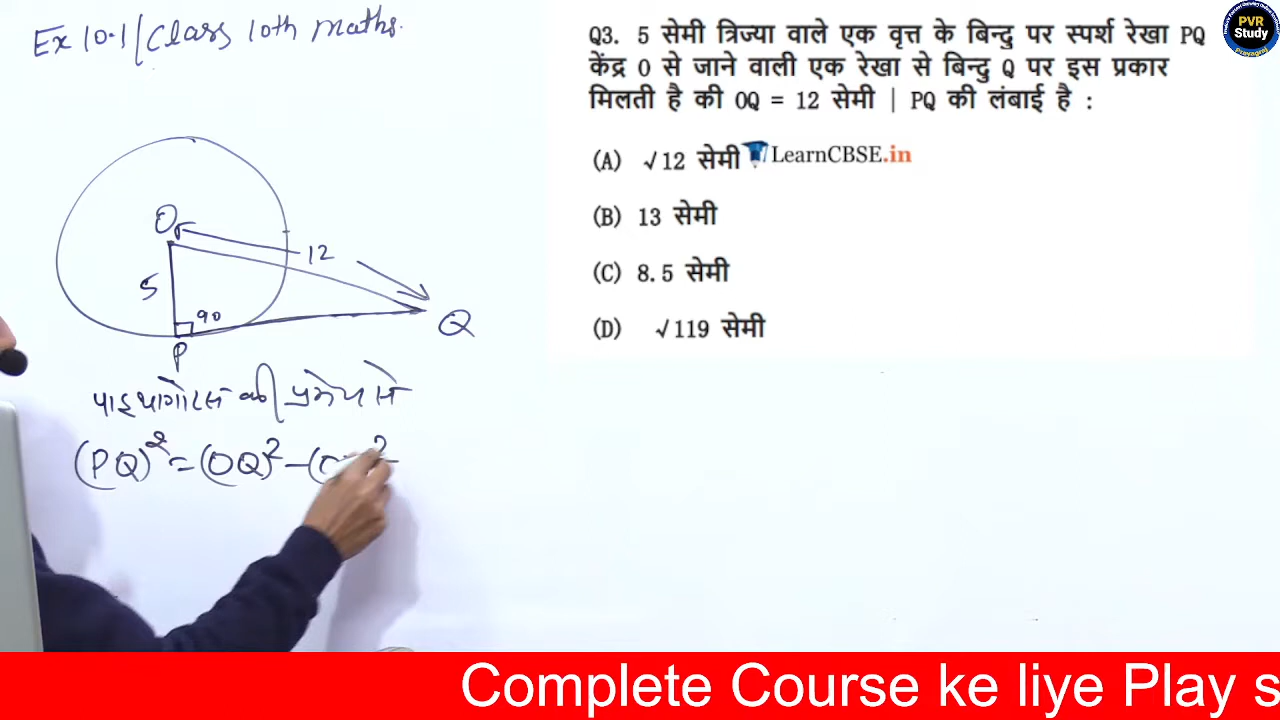 Ex 10.1/Class 10th maths.
Q3. 5 सेमी त्रिज्या वाले एक वृत्त के बिन्दु पर स्पर्श रेखा PQ
केंद्र O से जाने वाली एक रेखा से बिन्दु Q पर इस प्रकार
मिलती है की OQ = 12 सेमी | PQ की लंबाई है :
(A) √12 सेमी
LearnCBSE.in
(B) 13 सेमी
(C) 8.5 सेमी
(D) √119 सेमी
PVR
Study
Prayagraj
O
12
5
90
P
Q
पाइथागोरस की प्रमेय से
(PQ)² = (OQ)² - (
Complete Course ke liye Play s